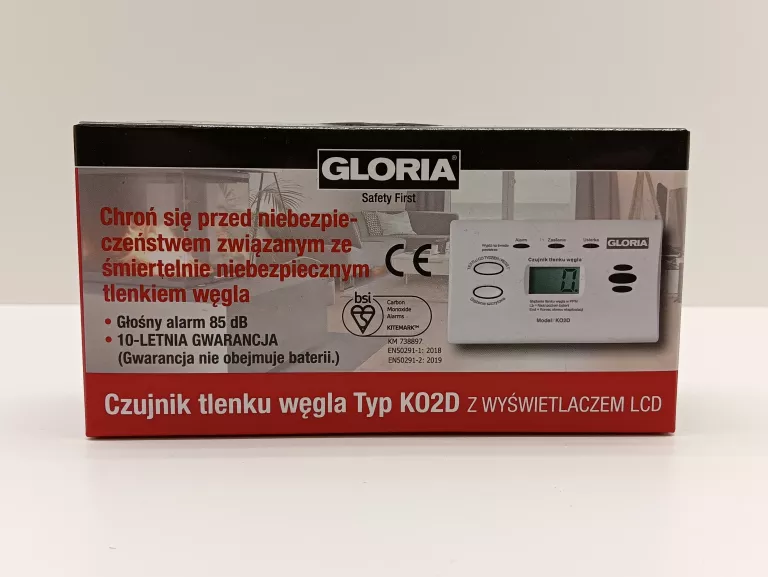 GLORIA®
Safety First
Chroń się przed niebezpie-
czeństwem związanym ze
śmiertelnie niebezpiecznym
tlenkiem węgla
• Głośny alarm 85 dB
• 10-LETNIA GWARANCJA
(Gwarancja nie obejmuje baterii.)
CE
bsi
Carbon
Monoxide
Alarms
KITEMARK™
KM 738897
EN50291-1: 2018
EN50291-2: 2019
Alarm
Zasilanie
Usterka
GLORIA
Czujnik tlenku węgla
0
Model: KO2D
Czujnik tlenku węgla Typ KO2D Z WYŚWIETLACZEM LCD